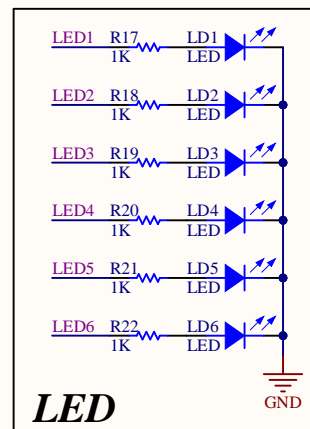 LED1 R17 LD1
1K LED
LED2 R18 LD2
1K LED
LED3 R19 LD3
1K LED
LED4 R20 LD4
1K LED
LED5 R21 LD5
1K LED
LED6 R22 LD6
1K LED
LED
GND